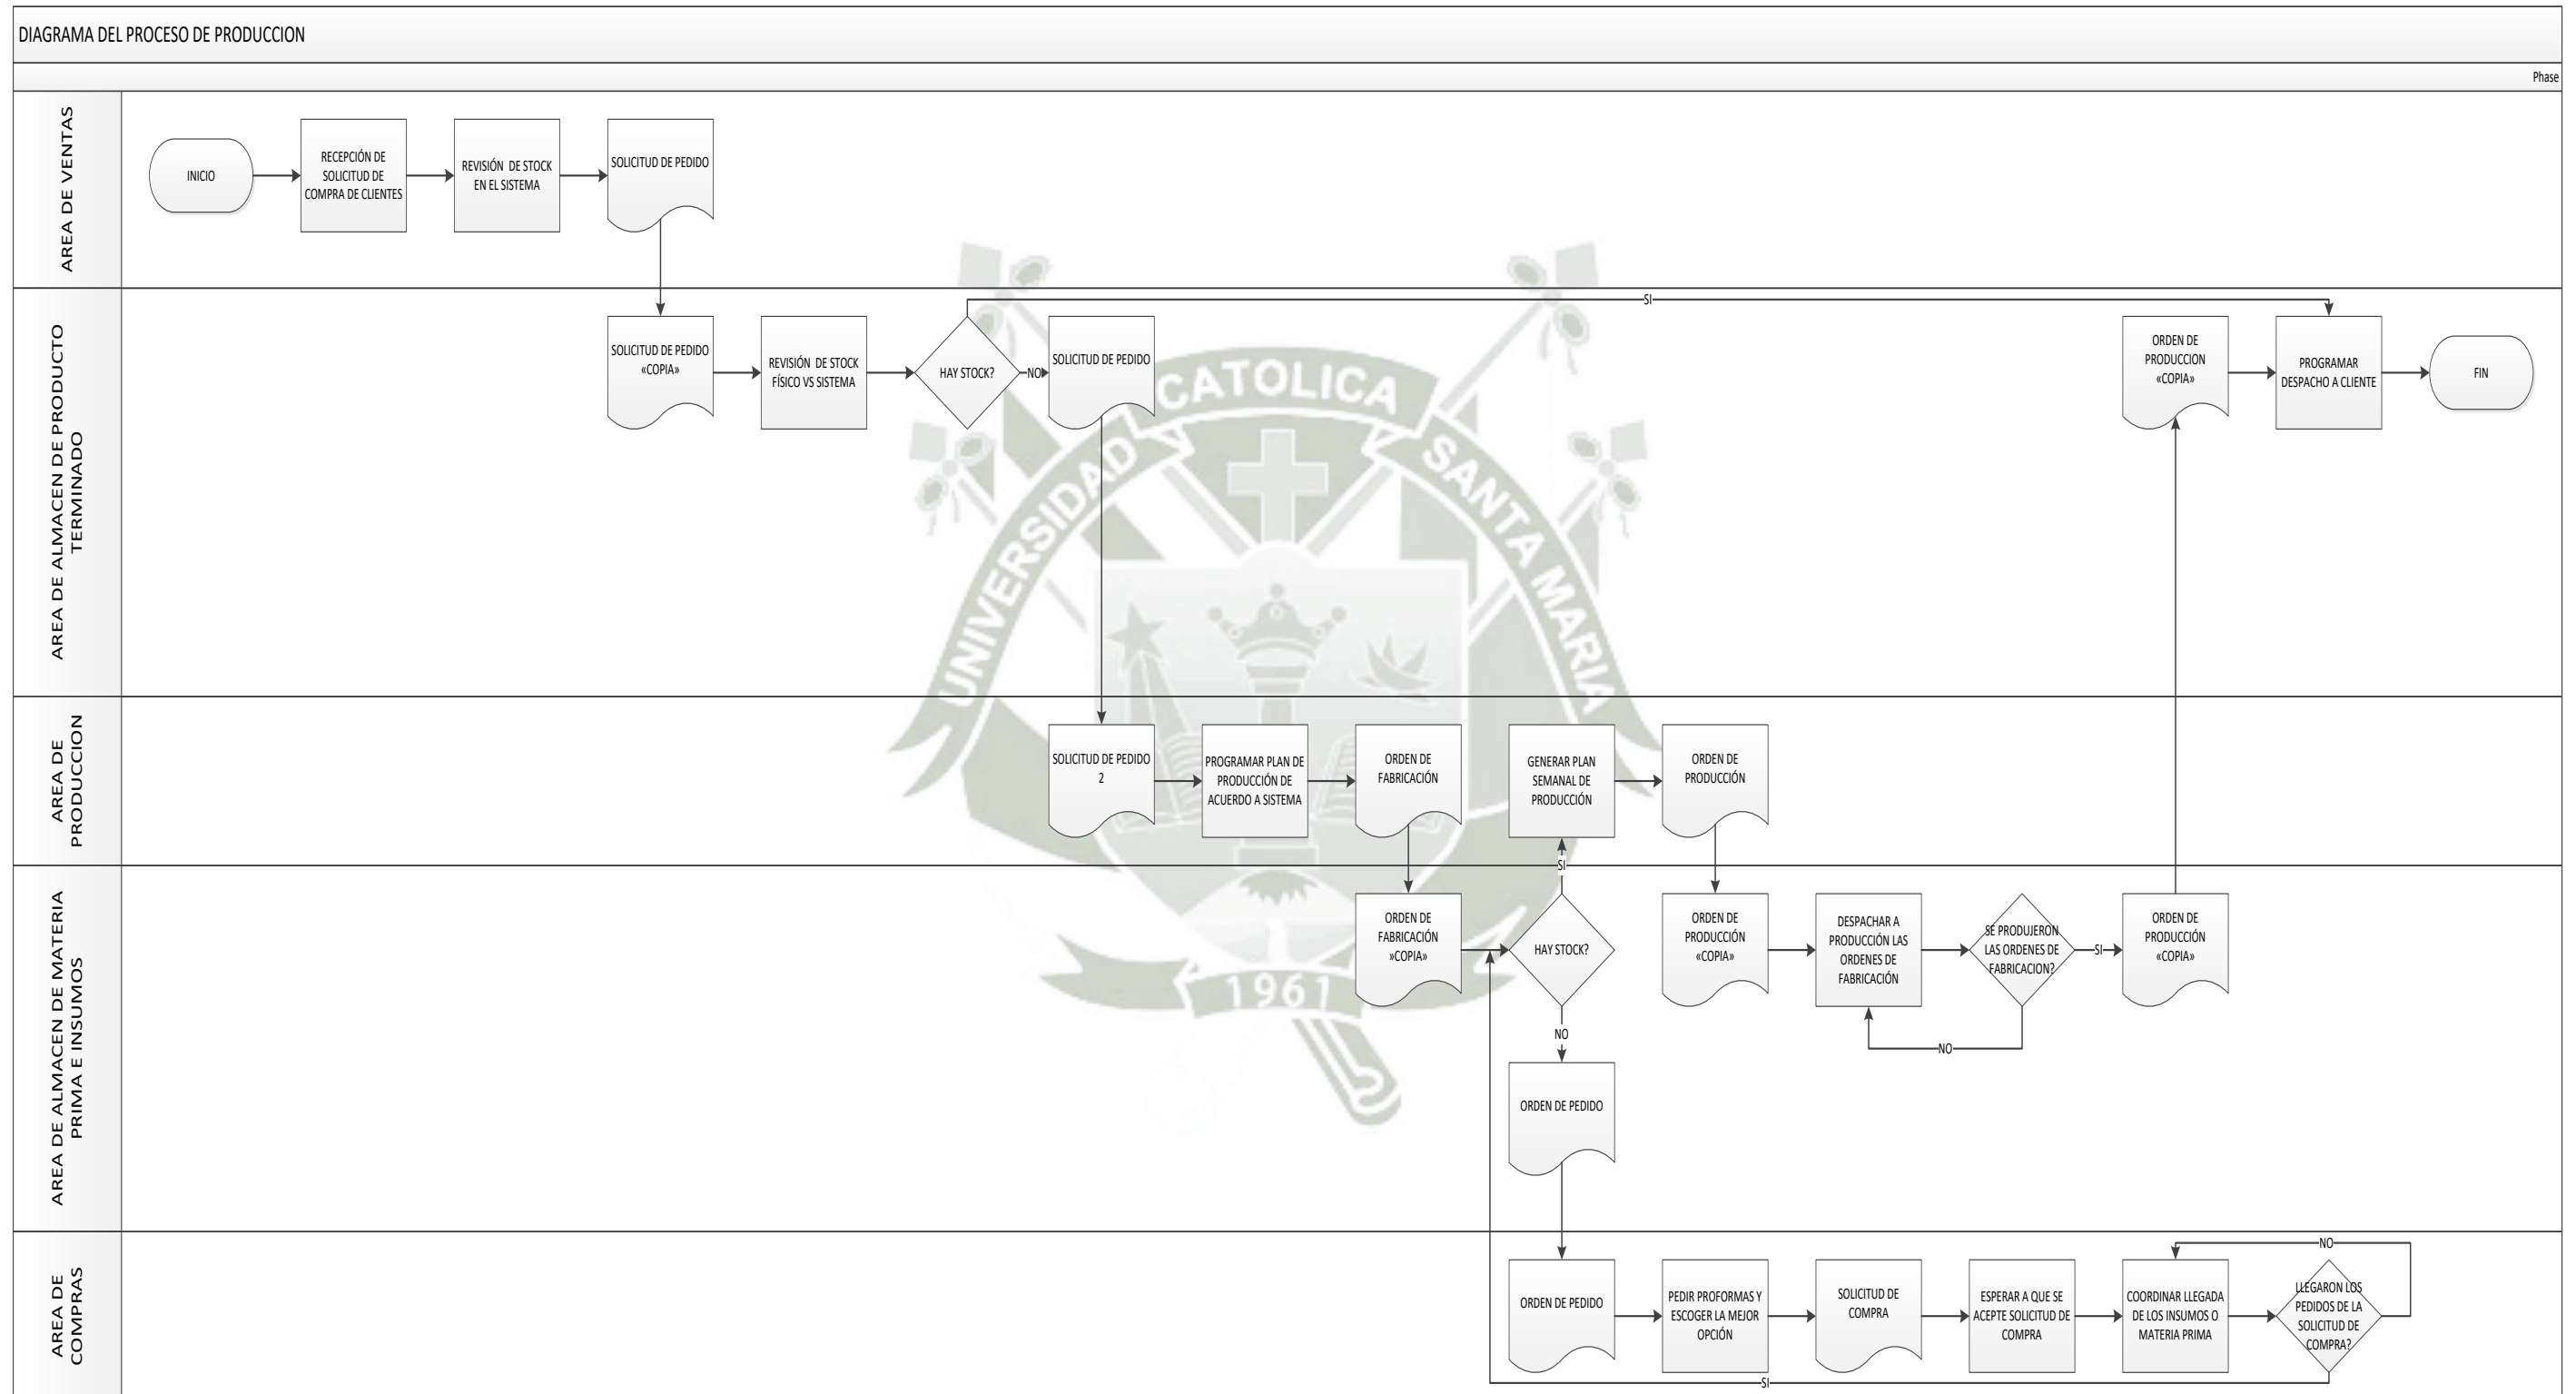 DIAGRAMA DEL PROCESO DE PRODUCCION
Phase
AREA DE VENTAS
INICIO
RECEPCIÓN DE
SOLICITUD DE
COMPRA DE CLIENTES
REVISIÓN DE STOCK
EN EL SISTEMA
SOLICITUD DE PEDIDO
AREA DE ALMACEN DE PRODUCTO
TERMINADO
SI
SOLICITUD DE PEDIDO
«COPIA»
REVISIÓN DE STOCK
FÍSICO VS SISTEMA
HAY STOCK?
NO
SOLICITUD DE PEDIDO
ORDEN DE
PRODUCCION
«COPIA»
PROGRAMAR
DESPACHO A CLIENTE
FIN
UNIVERSIDAD CATOLICA SANTA MARIA
1961
AREA DE
PRODUCCION
SOLICITUD DE PEDIDO
2
PROGRAMAR PLAN DE
PRODUCCIÓN DE
ACUERDO A SISTEMA
ORDEN DE
FABRICACIÓN
GENERAR PLAN
SEMANAL DE
PRODUCCIÓN
ORDEN DE
PRODUCCIÓN
SI
AREA DE ALMACEN DE MATERIA
PRIMA E INSUMOS
ORDEN DE
FABRICACIÓN
»COPIA»
HAY STOCK?
ORDEN DE
PRODUCCIÓN
«COPIA»
DESPACHAR A
PRODUCCIÓN LAS
ORDENES DE
FABRICACIÓN
SE PRODUJERON
LAS ORDENES DE
FABRICACION?
SI
ORDEN DE
PRODUCCIÓN
«COPIA»
NO
NO
ORDEN DE PEDIDO
AREA DE
COMPRAS
NO
ORDEN DE PEDIDO
PEDIR PROFORMAS Y
ESCOGER LA MEJOR
OPCIÓN
SOLICITUD DE
COMPRA
ESPERAR A QUE SE
ACEPTE SOLICITUD DE
COMPRA
COORDINAR LLEGADA
DE LOS INSUMOS O
MATERIA PRIMA
LLEGARON LOS
PEDIDOS DE LA
SOLICITUD DE
COMPRA?
SI